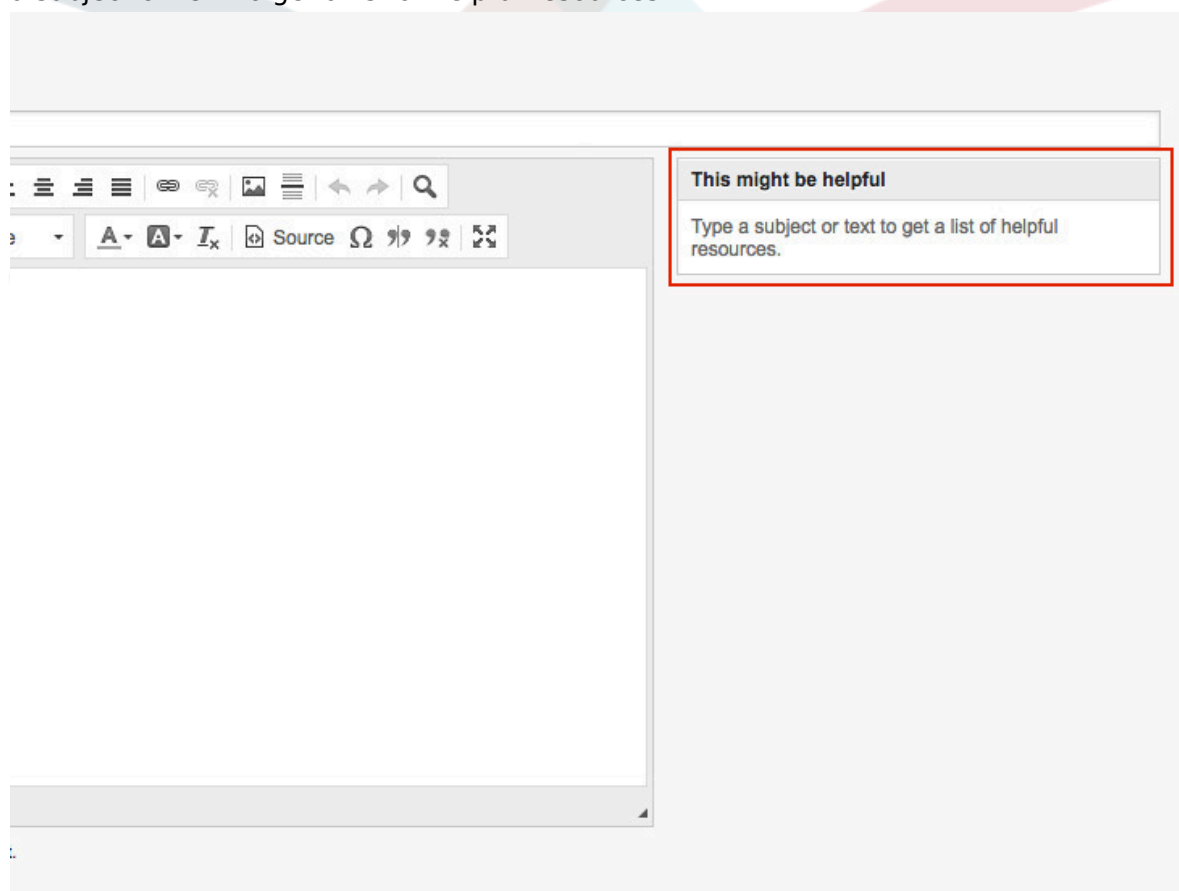 Source
This might be helpful
Type a subject or text to get a list of helpful
resources.